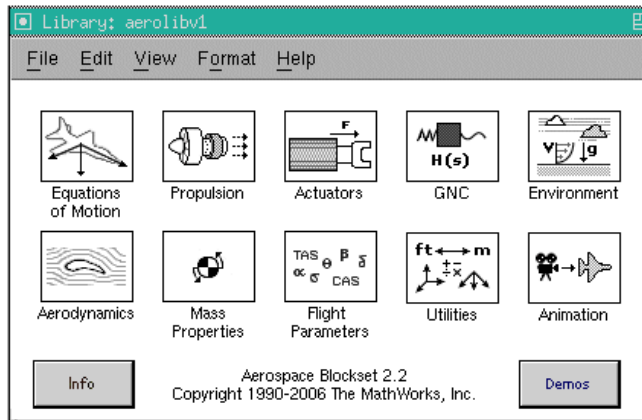 Library: aerolibv1
File Edit View Format Help
F
H(s)
V g
Equations of Motion
Propulsion
Actuators
GNC
Environment
TAS θ β δ
α σ CAS
ft m
+ - ÷ ×
Aerodynamics
Mass Properties
Flight Parameters
Utilities
Animation
Info
Aerospace Blockset 2.2
Copyright 1990-2006 The MathWorks, Inc.
Demos